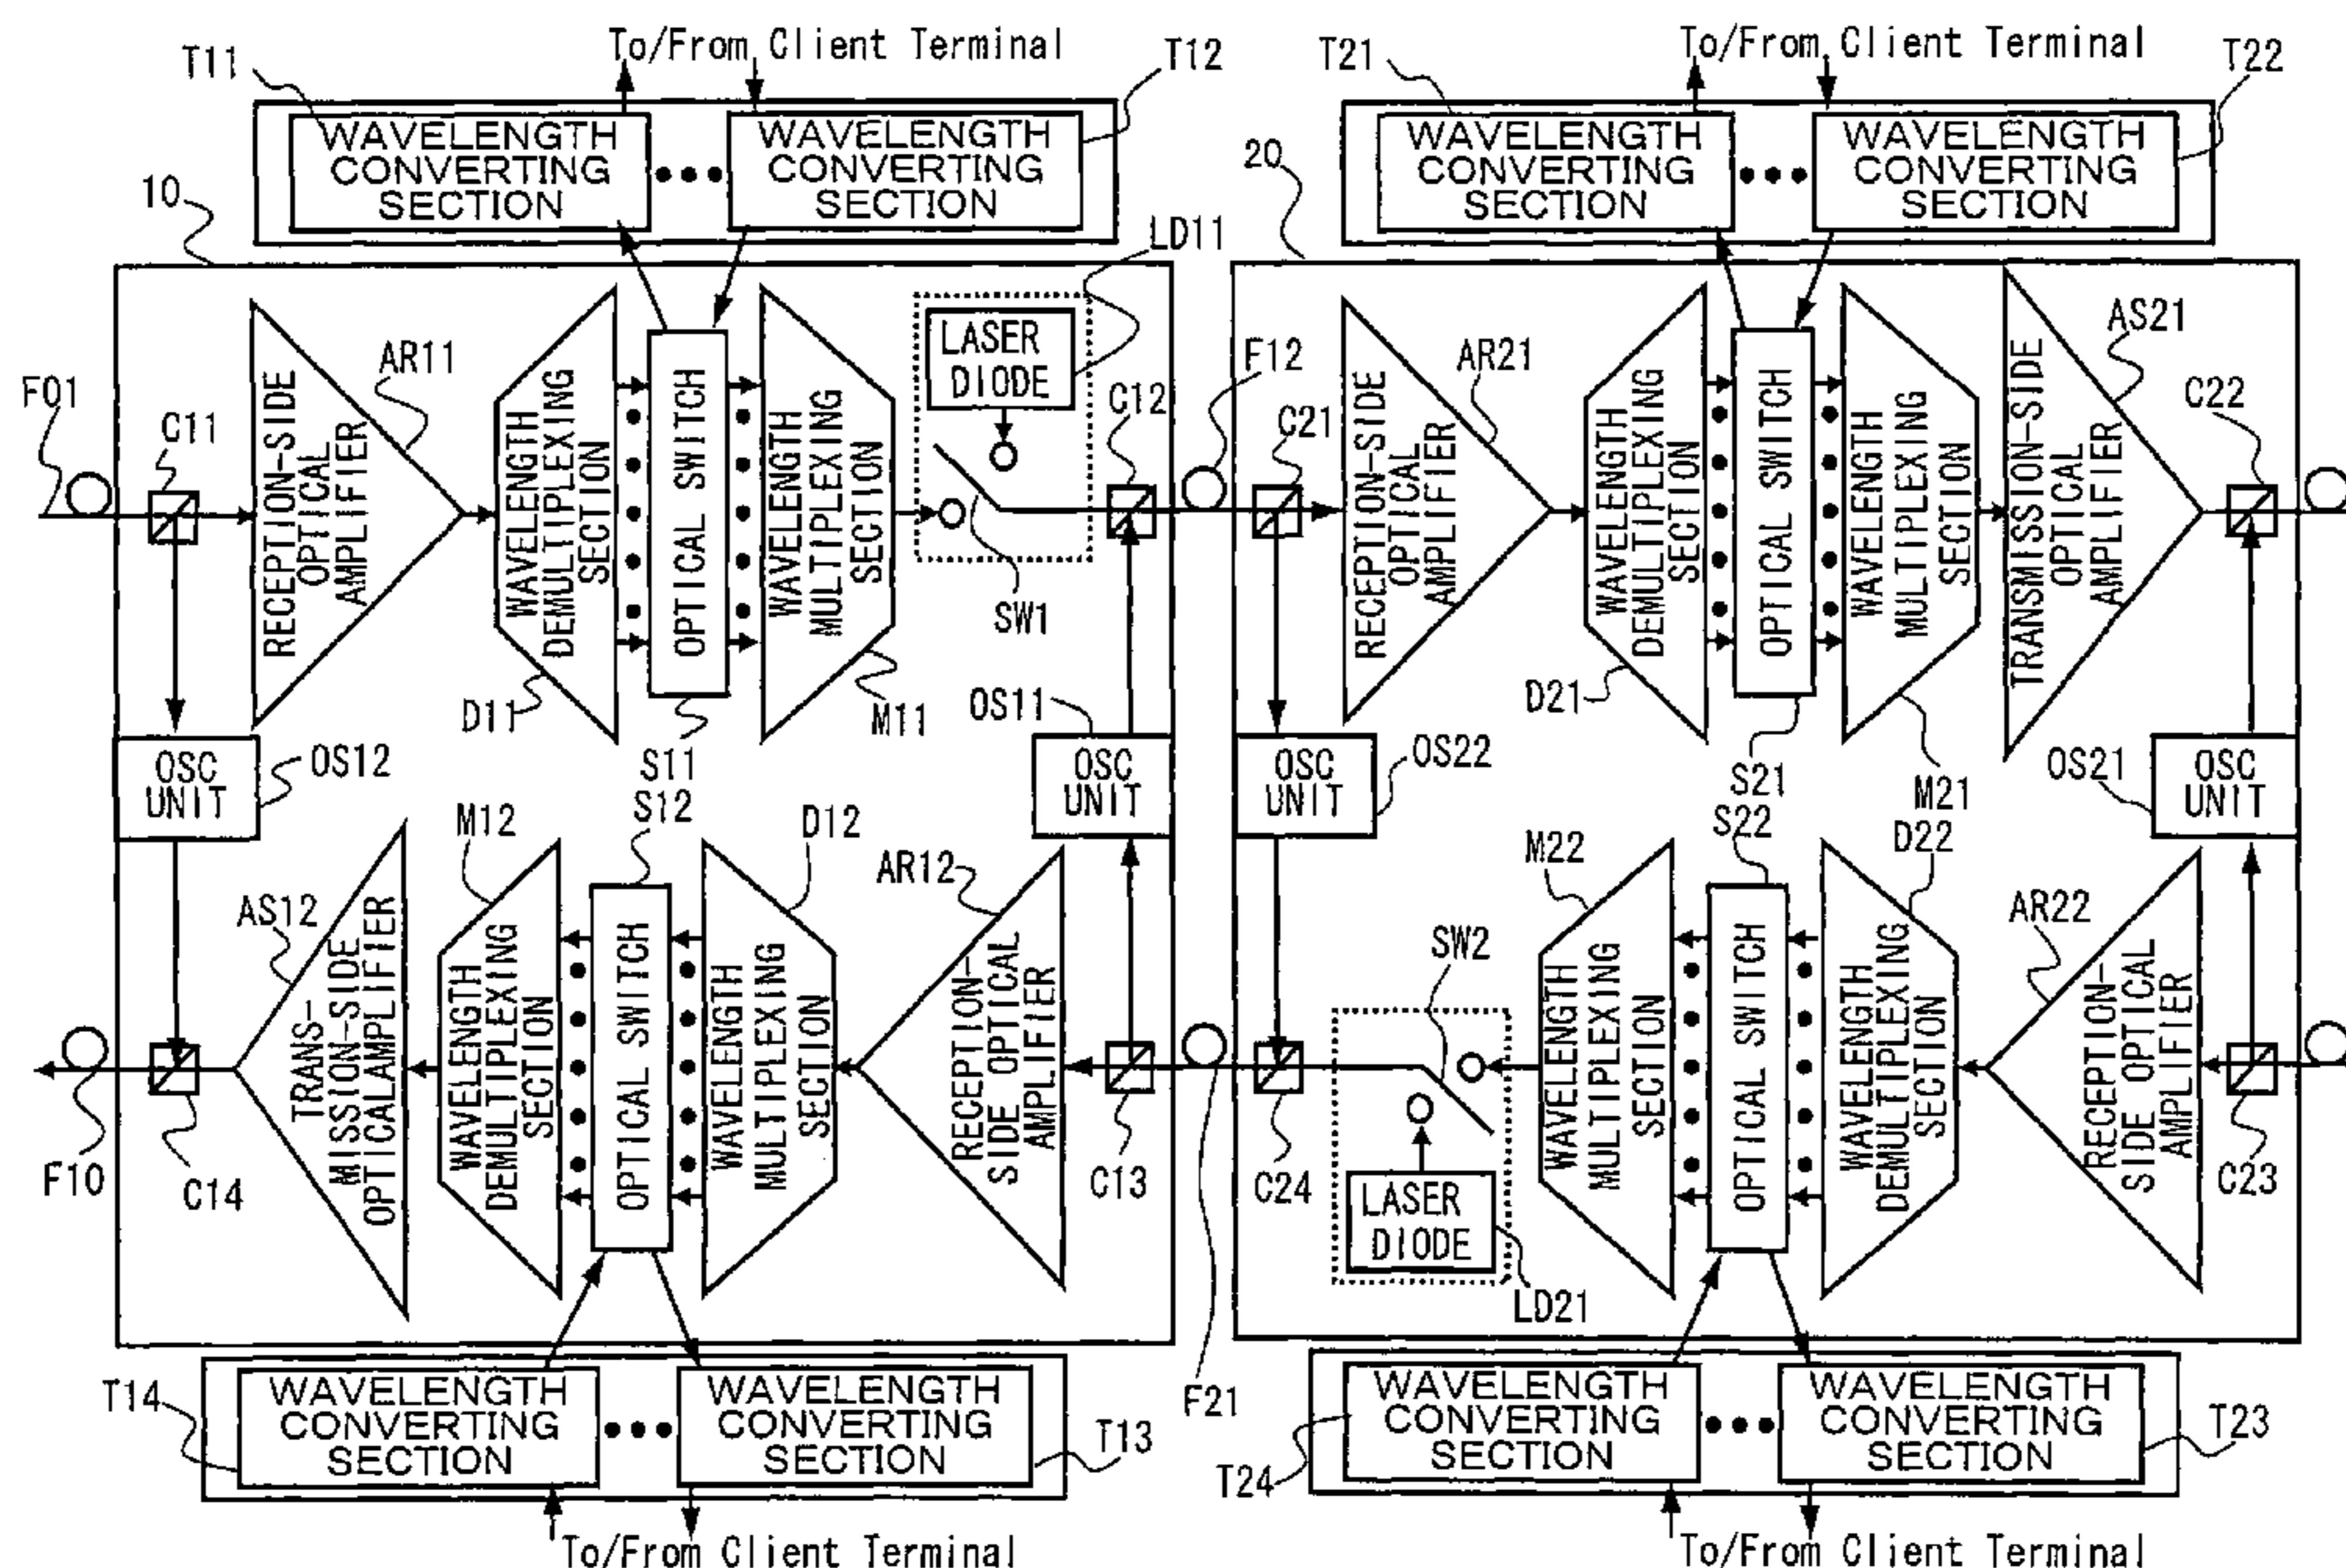 To/From Client Terminal
To/From Client Terminal
T11
T12
T21
T22
WAVELENGTH
CONVERTING
SECTION
WAVELENGTH
CONVERTING
SECTION
WAVELENGTH
CONVERTING
SECTION
WAVELENGTH
CONVERTING
SECTION
10
20
LD11
LASER
DIODE
F01
C11
AR11
RECEPTION-SIDE
OPTICAL
AMPLIFIER
WAVELENGTH
DEMULTIPLEXING
SECTION
D11
OPTICAL SWITCH
S11
WAVELENGTH
MULTIPLEXING
SECTION
M11
SW1
C12
F12
C21
AR21
RECEPTION-SIDE
OPTICAL
AMPLIFIER
WAVELENGTH
DEMULTIPLEXING
SECTION
D21
OPTICAL SWITCH
S21
WAVELENGTH
MULTIPLEXING
SECTION
M21
TRANSMISSION-SIDE
OPTICAL
AMPLIFIER
AS21
C22
OSC
UNIT
OS12
OS11
OSC
UNIT
OSC
UNIT
OS22
OS21
OSC
UNIT
AS12
TRANS-
MISSION-SIDE
OPTICALAMPLIFIER
M12
WAVELENGTH
DEMULTIPLEXING
SECTION
S12
OPTICAL SWITCH
D12
WAVELENGTH
MULTIPLEXING
SECTION
AR12
RECEPTION-
SIDE OPTICAL
AMPLIFIER
F10
C14
C13
F21
C24
SW2
LASER
DIODE
LD21
M22
WAVELENGTH
MULTIPLEXING
SECTION
S22
OPTICAL SWITCH
D22
WAVELENGTH
DEMULTIPLEXING
SECTION
AR22
RECEPTION-
SIDE OPTICAL
AMPLIFIER
C23
T14
WAVELENGTH
CONVERTING
SECTION
WAVELENGTH
CONVERTING
SECTION
T13
T24
WAVELENGTH
CONVERTING
SECTION
WAVELENGTH
CONVERTING
SECTION
T23
To/From Client Terminal
To/From Client Terminal